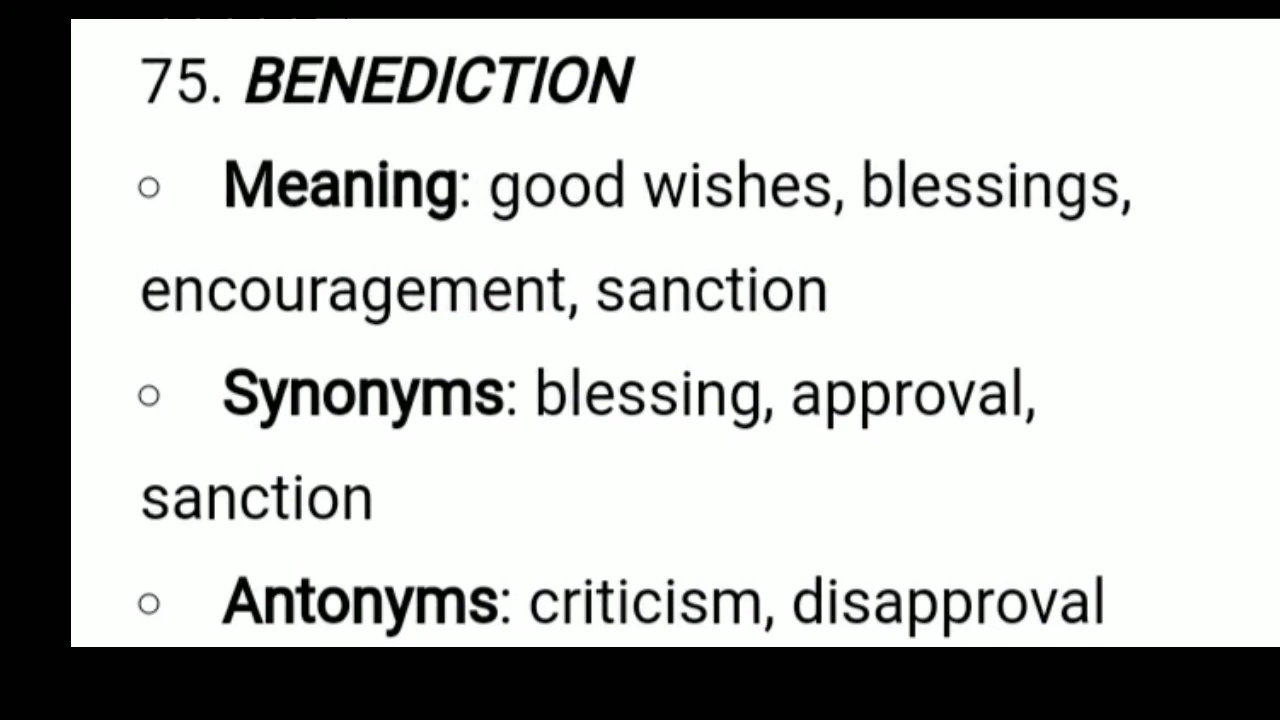 75. BENEDICTION
○ Meaning: good wishes, blessings,
encouragement, sanction
○ Synonyms: blessing, approval,
sanction
○ Antonyms: criticism, disapproval